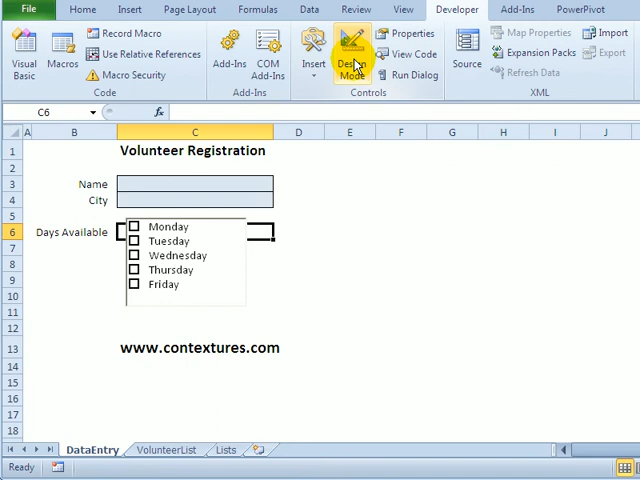 File Home Insert Page Layout Formulas Data Review View Developer Add-Ins PowerPivot
Visual Basic
Macros
Record Macro
Use Relative References
Macro Security
Code
Add-Ins
COM Add-Ins
Add-Ins
Insert
Design Mode
Properties
View Code
Run Dialog
Controls
Source
Map Properties
Expansion Packs
Refresh Data
Import
Export
XML
C6 fx
A B C D E F G H I J
1 Volunteer Registration
2
3 Name
4 City
5
6 Days Available
Monday
7 Tuesday
8 Wednesday
9 Thursday
10 Friday
11
12
13 www.contextures.com
14
15
16
17
18
DataEntry VolunteerList Lists
Ready